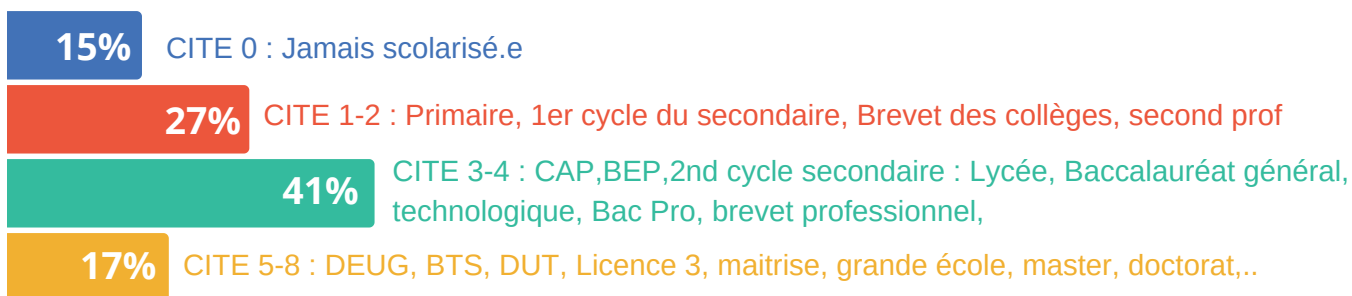 15% CITE 0 : Jamais scolarisé.e
27% CITE 1-2 : Primaire, 1er cycle du secondaire, Brevet des collèges, second prof
41% CITE 3-4 : CAP,BEP,2nd cycle secondaire : Lycée, Baccalauréat général,
technologique, Bac Pro, brevet professionnel,
17% CITE 5-8 : DEUG, BTS, DUT, Licence 3, maitrise, grande école, master, doctorat,..